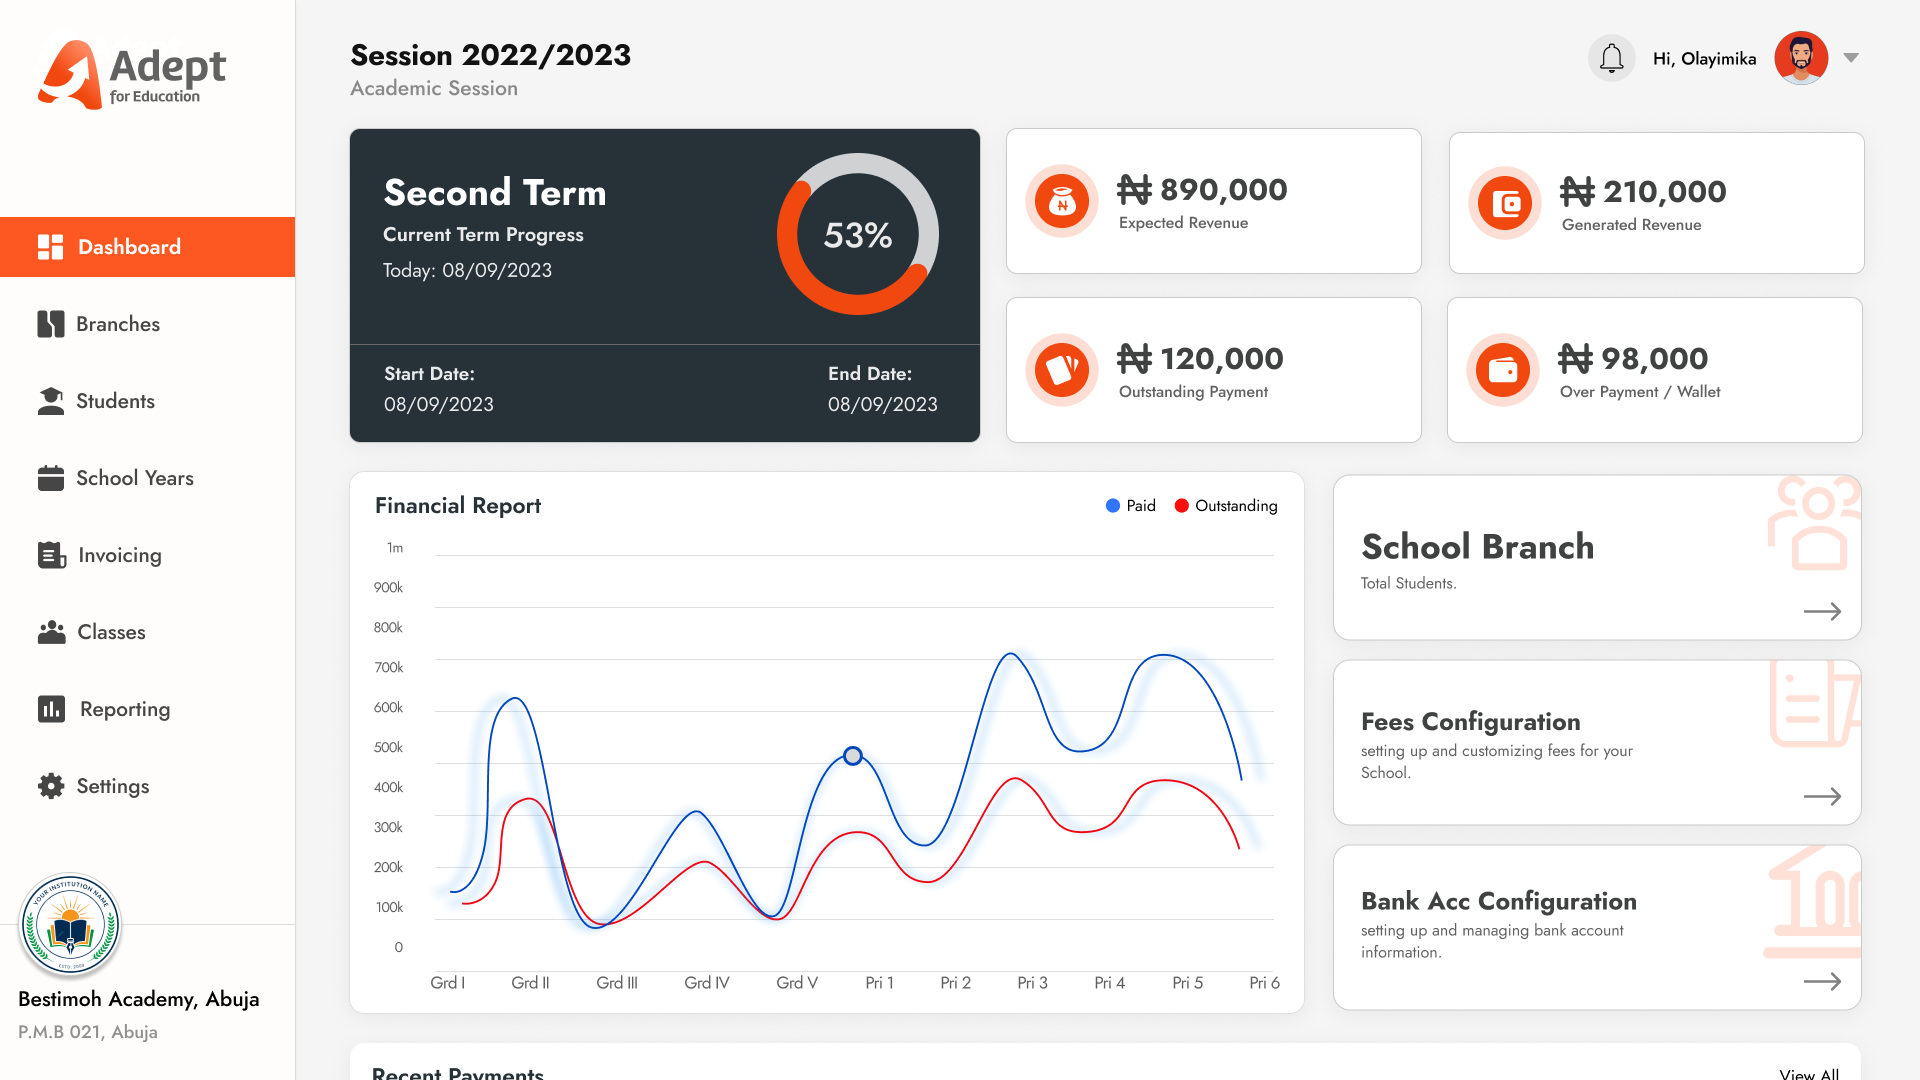 Adept
for Education
Dashboard
Branches
Students
School Years
Invoicing
Classes
Reporting
Settings
YOUR INSTITUTION NAME
Bestimoh Academy, Abuja
P.M.B 021, Abuja
Session 2022/2023
Academic Session
Hi, Olayimika
Second Term
Current Term Progress
Today: 08/09/2023
53%
Start Date:
08/09/2023
End Date:
08/09/2023
₦ 890,000
Expected Revenue
₦ 210,000
Generated Revenue
₦ 120,000
Outstanding Payment
₦ 98,000
Over Payment / Wallet
Financial Report
Paid
Outstanding
1m
900k
800k
700k
600k
500k
400k
300k
200k
100k
0
Grd I
Grd II
Grd III
Grd IV
Grd V
Pri 1
Pri 2
Pri 3
Pri 4
Pri 5
Pri 6
School Branch
Total Students.
Fees Configuration
setting up and customizing fees for your
School.
Bank Acc Configuration
setting up and managing bank account
information.
Recent Payments
View All